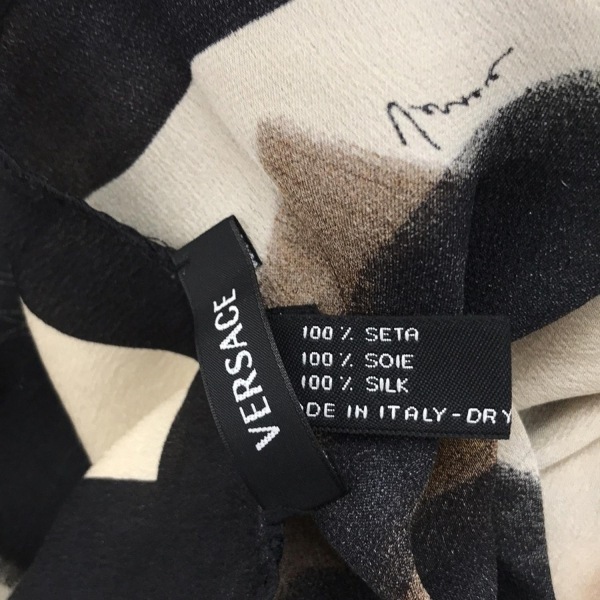 VERSACE
100 % SETA
100 % SOIE
100 % SILK
DE IN ITALY-DRY